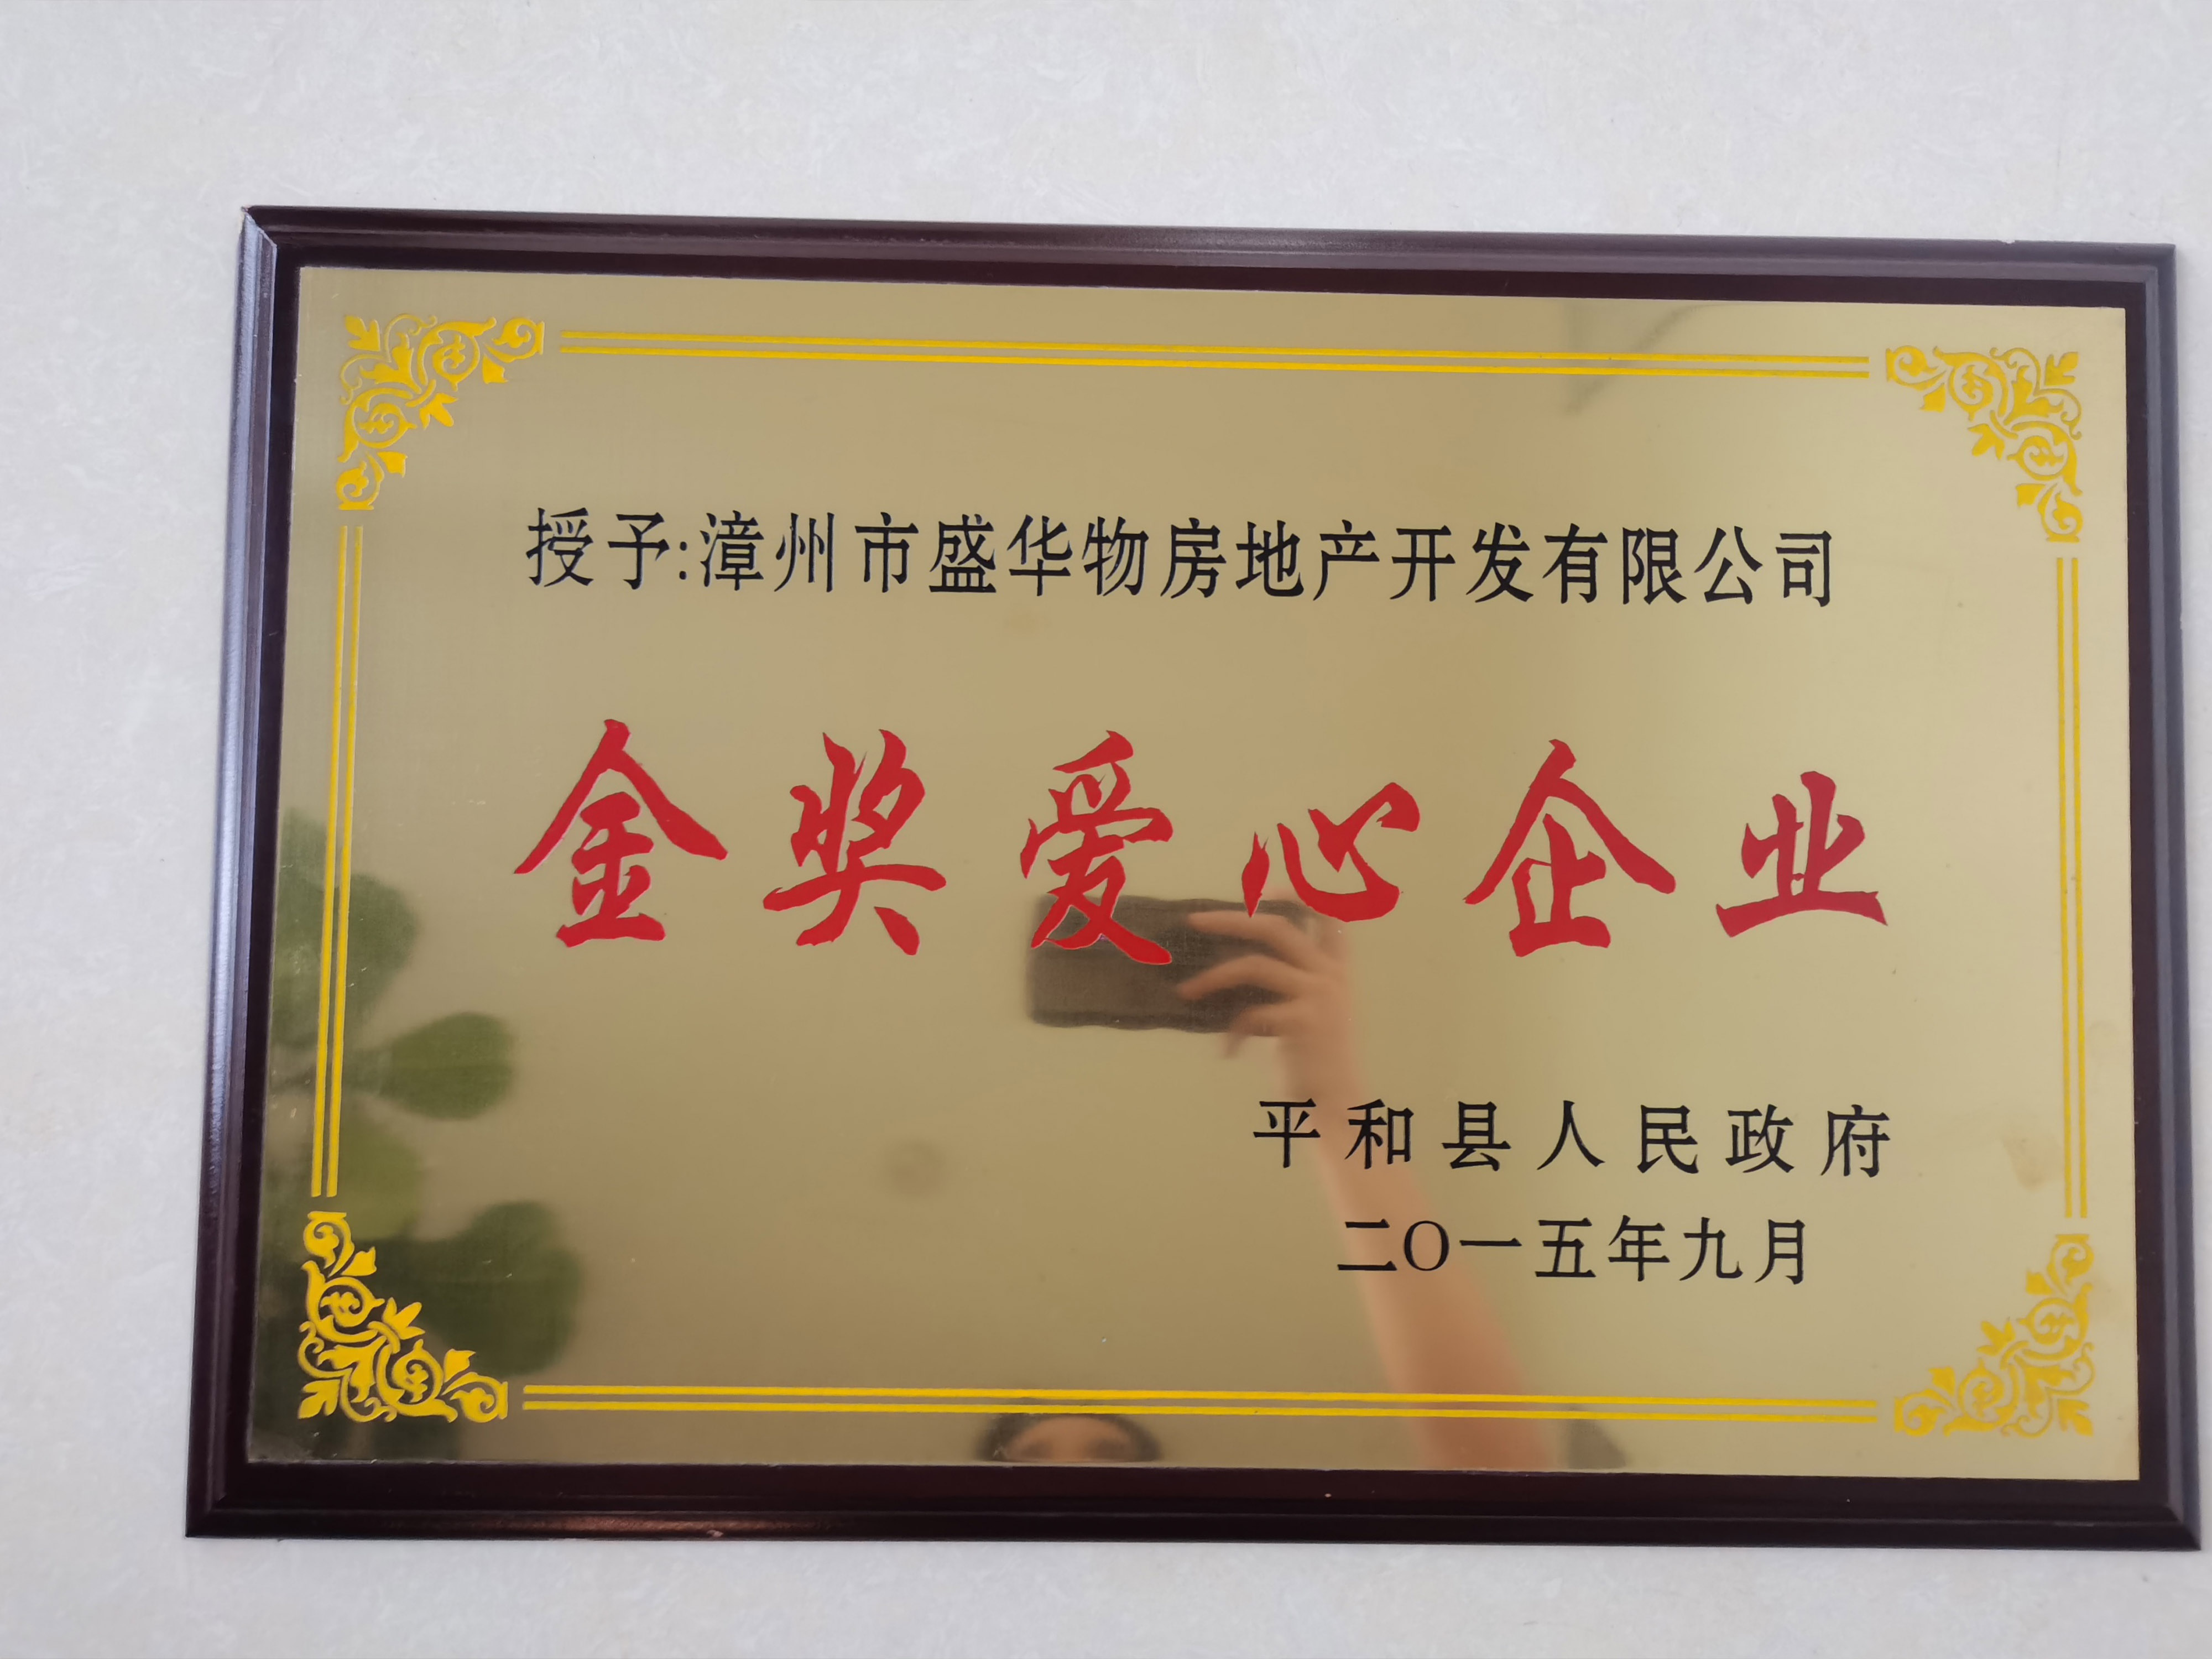 授予:漳州市盛华物房地产开发有限公司
金奖爱心企业
平和县人民政府
二〇一五年九月